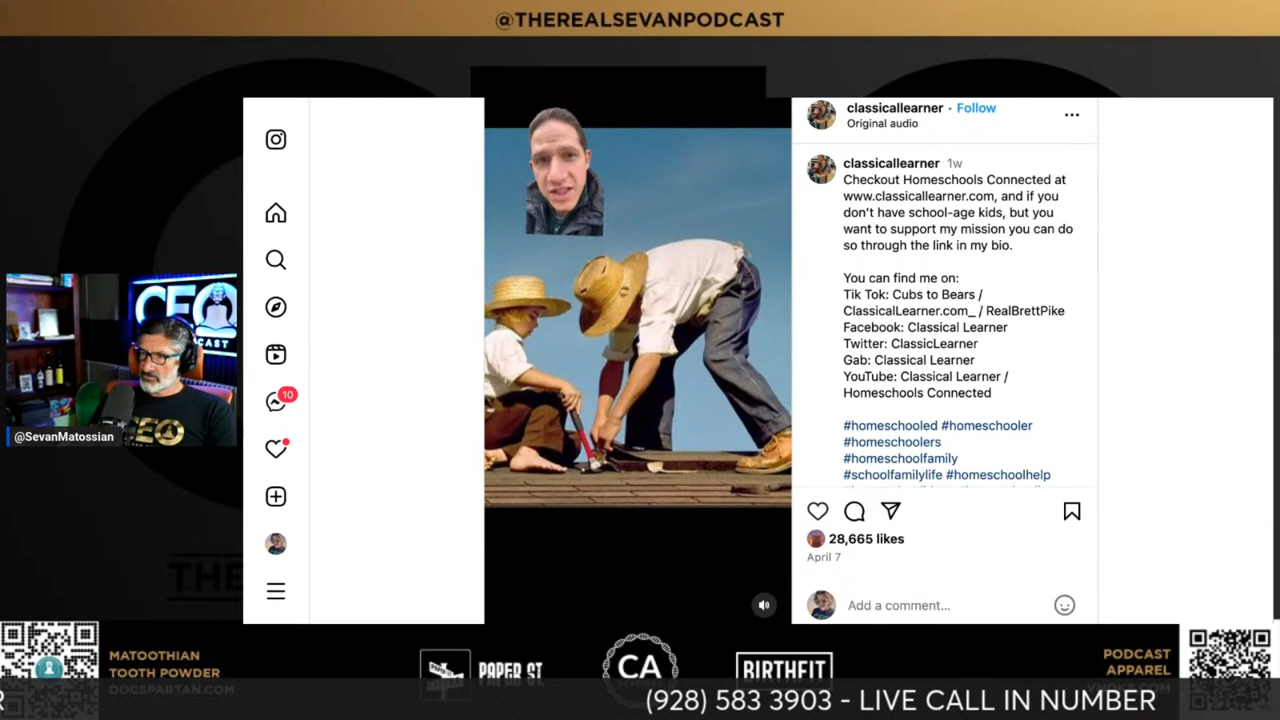 @THEREALSEVANPODCAST
classicallearner • Follow
Original audio
classicallearner 1w
Checkout Homeschools Connected at
www.classicallearner.com, and if you
don't have school-age kids, but you
want to support my mission you can do
so through the link in my bio.
You can find me on:
Tik Tok: Cubs to Bears /
ClassicalLearner.com_ / RealBrettPike
Facebook: Classical Learner
Twitter: ClassicLearner
Gab: Classical Learner
YouTube: Classical Learner /
Homeschools Connected
#homeschooled #homeschooler
#homeschoolers
#homeschoolfamily
#schoolfamilylife #homeschoolhelp
28,665 likes
April 7
Add a comment...
10
CEO
CAST
EO
@SevanMatossian
THE
MATOOTHIAN
TOOTH POWDER
DOCSPARTAN.COM
PAPER ST
CA
BIRTHFIT
PODCAST
APPAREL
R
(928) 583 3903 - LIVE CALL IN NUMBER